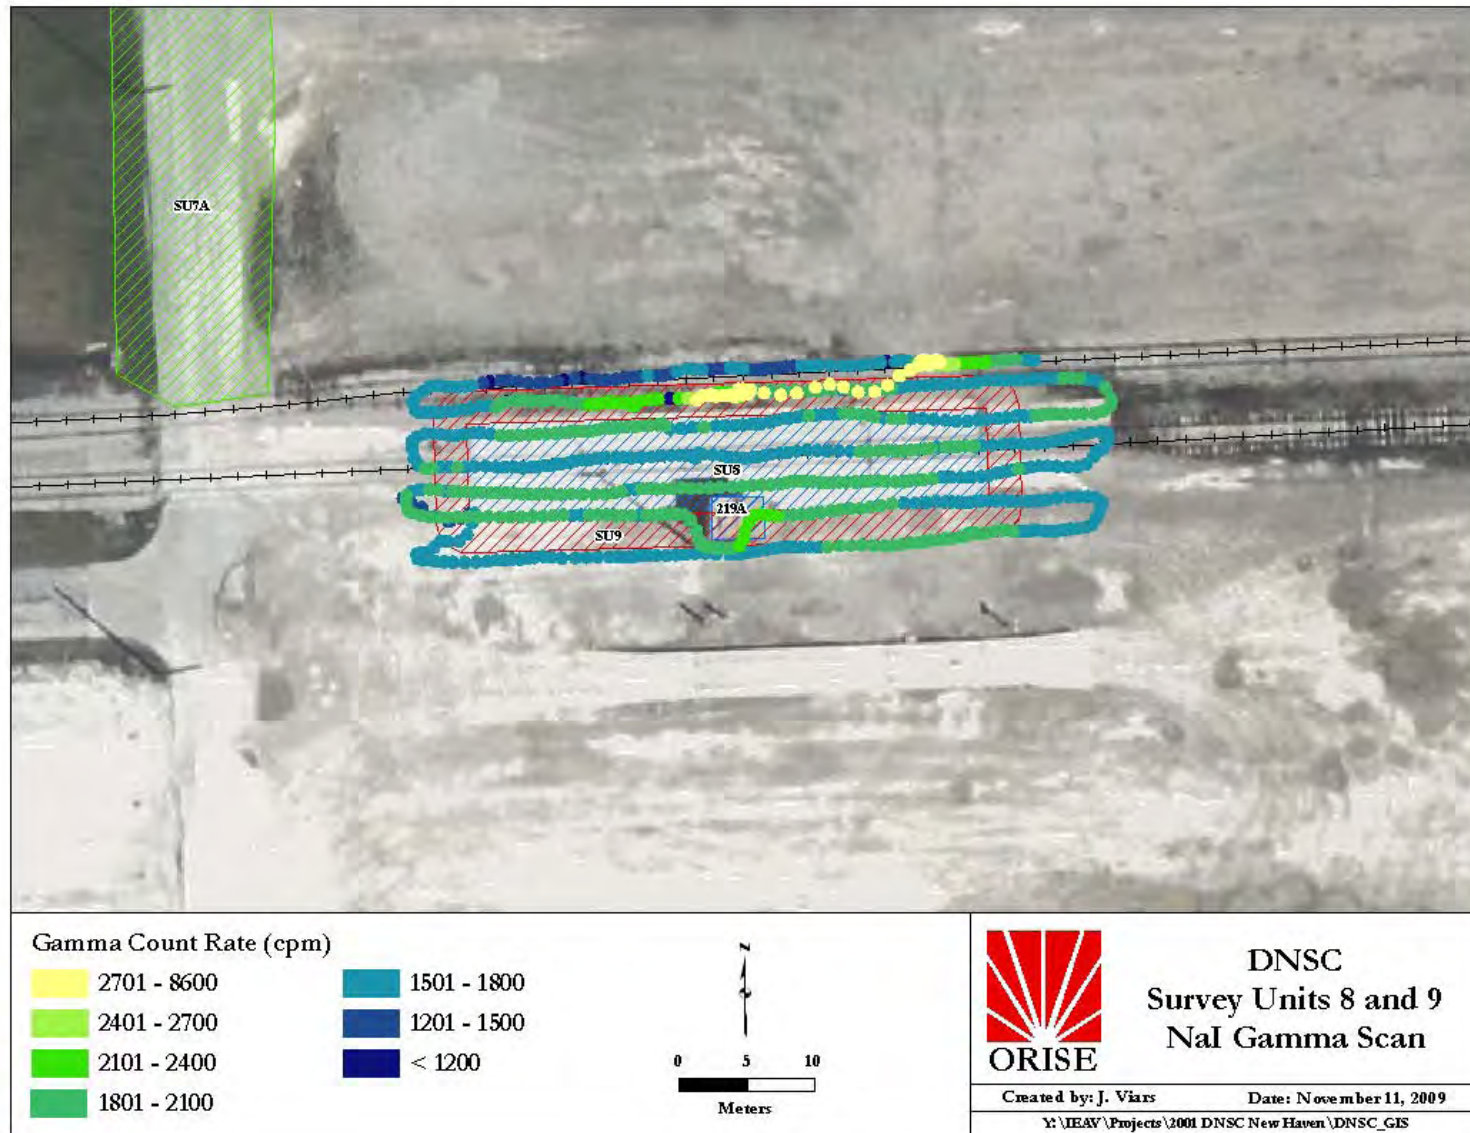 SU7A
SU8
219A
SU9
Gamma Count Rate (cpm)
2701 - 8600
2401 - 2700
2101 - 2400
1801 - 2100
1501 - 1800
1201 - 1500
< 1200
N
0 5 10
Meters
ORISE
DNSC
Survey Units 8 and 9
NaI Gamma Scan
Created by: J. Viars Date: November 11, 2009
Y:\IEAV\Projects\2001 DNSC New Haven\DNSC_GIS